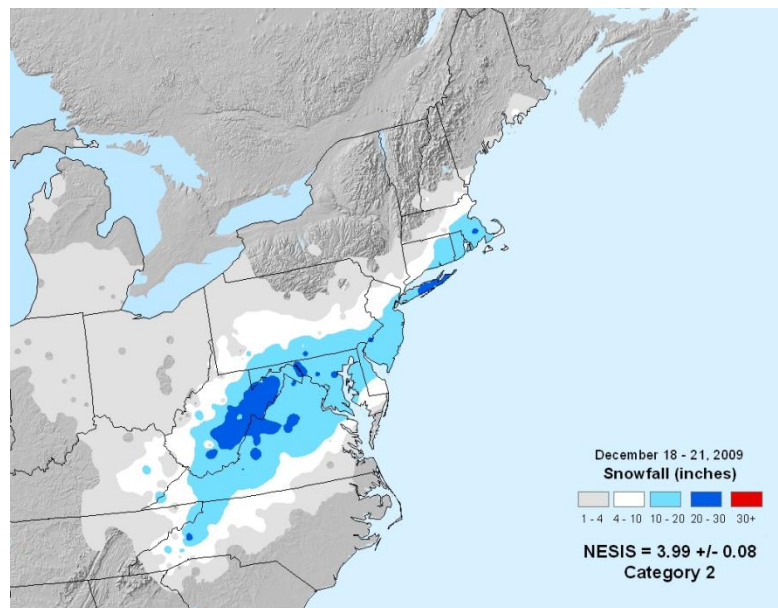 December 18 - 21, 2009
Snowfall (inches)
1 - 4 4 - 10 10 - 20 20 - 30 30+
NESIS = 3.99 +/- 0.08
Category 2